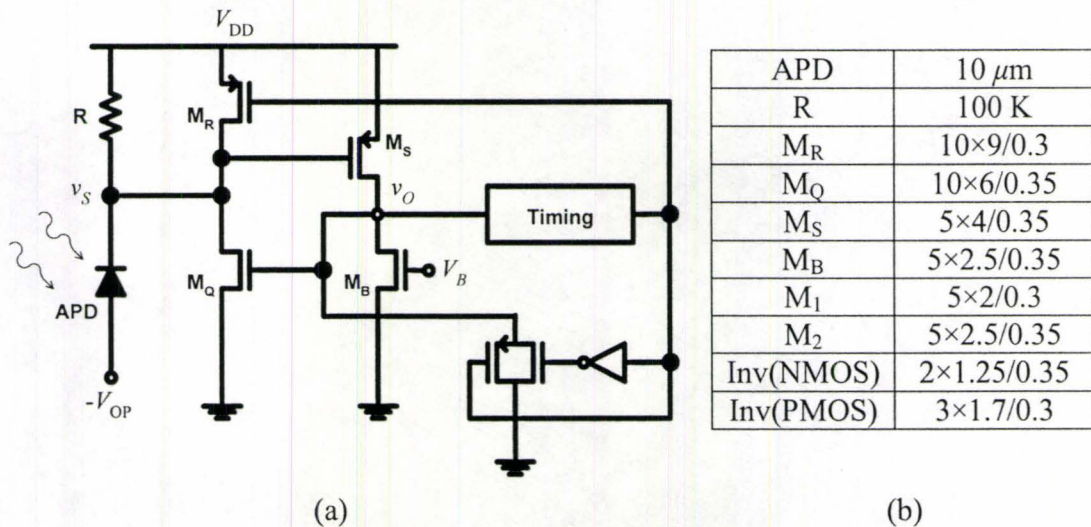 V_DD
R
M_R
M_S
v_S
v_O
Timing
M_Q
M_B
V_B
APD
-V_OP
(a)
APD 10 μm
R 100 K
M_R 10×9/0.3
M_Q 10×6/0.35
M_S 5×4/0.35
M_B 5×2.5/0.35
M_1 5×2/0.3
M_2 5×2.5/0.35
Inv(NMOS) 2×1.25/0.35
Inv(PMOS) 3×1.7/0.3
(b)